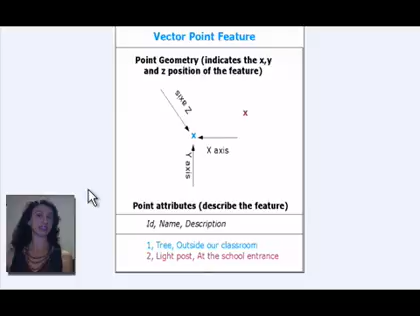 Vector Point Feature
Point Geometry (indicates the x,y
and z position of the feature)
Z axis
x
x
X axis
Y axis
Point attributes (describe the feature)
Id, Name, Description
1, Tree, Outside our classroom
2, Light post, At the school entrance